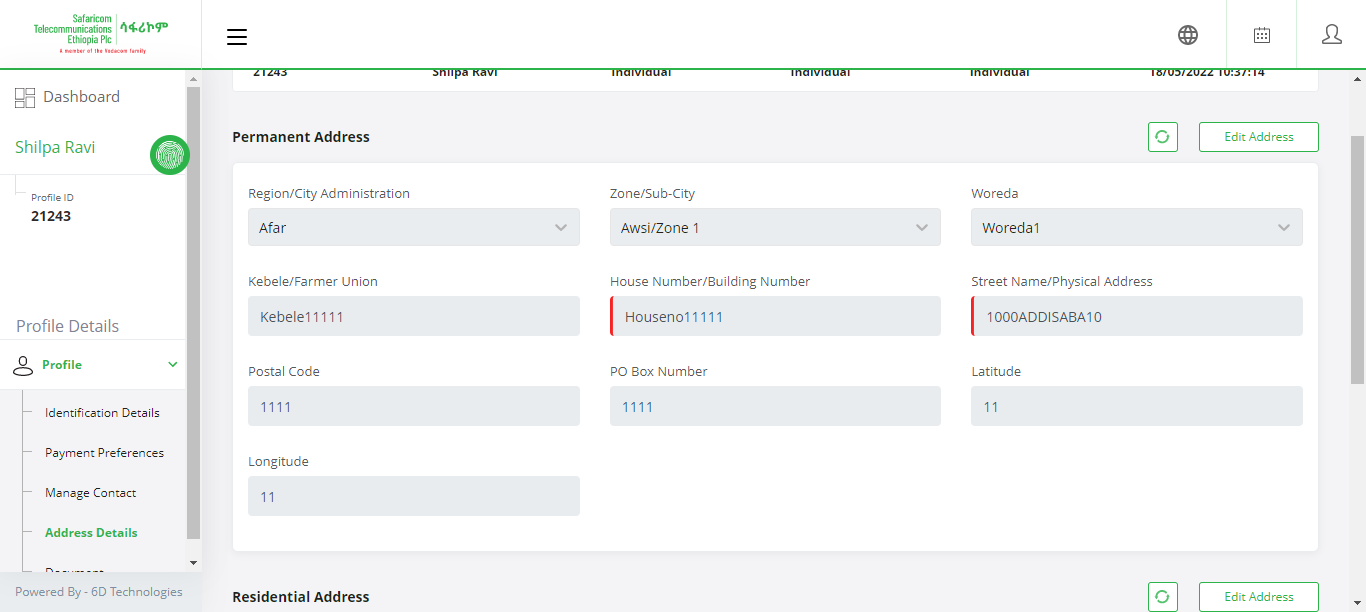 Safaricom
Telecommunications
Ethiopia Plc
ሳፋሪኮም
A member of the Vodacom family
21243 Shilpa Ravi Individual Individual Individual 18/05/2022 10:37:14
Dashboard
Shilpa Ravi
Profile ID
21243
Profile Details
Profile
Identification Details
Payment Preferences
Manage Contact
Address Details
Document
Powered By - 6D Technologies
Permanent Address Edit Address
Region/City Administration Zone/Sub-City Woreda
Afar Awsi/Zone 1 Woreda1
Kebele/Farmer Union House Number/Building Number Street Name/Physical Address
Kebele11111 Houseno11111 1000ADDISABA10
Postal Code PO Box Number Latitude
1111 1111 11
Longitude
11
Residential Address Edit Address